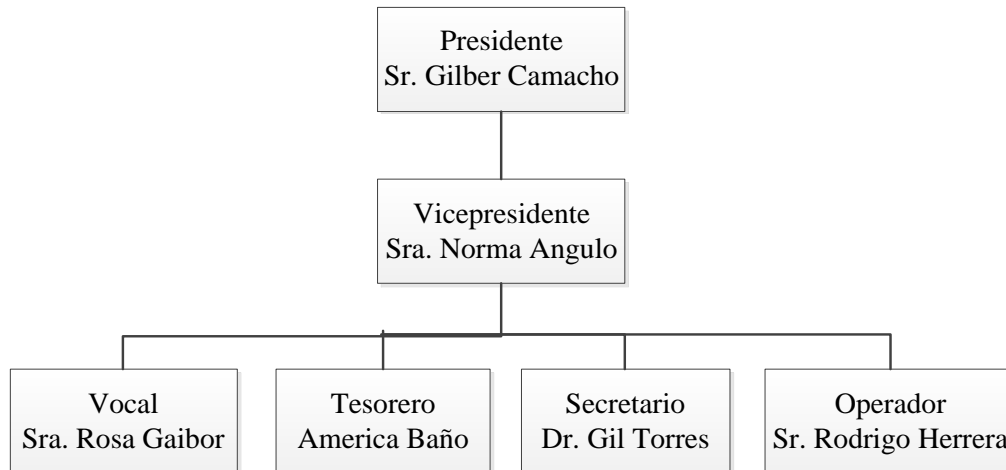 Presidente
Sr. Gilber Camacho
Vicepresidente
Sra. Norma Angulo
Vocal
Sra. Rosa Gaibor
Tesorero
America Baño
Secretario
Dr. Gil Torres
Operador
Sr. Rodrigo Herrera